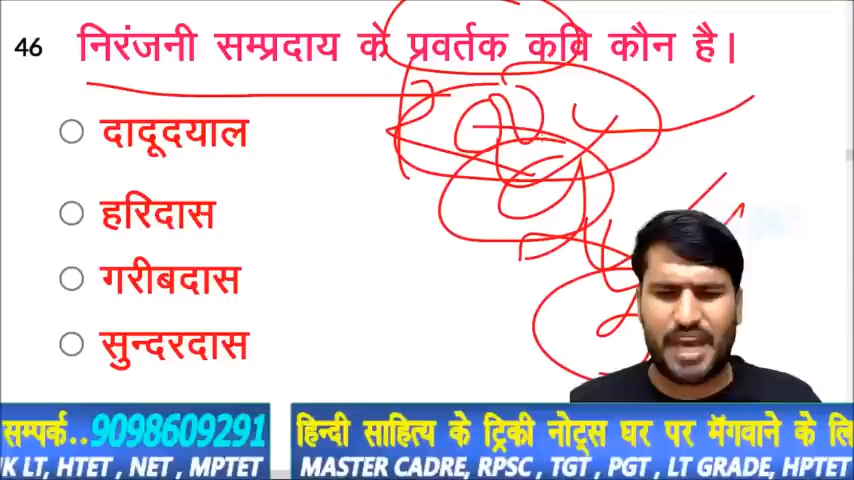 46 निरंजनी सम्प्रदाय के प्रवर्तक कवि कौन है।
दादूदयाल
हरिदास
गरीबदास
सुन्दरदास
सम्पर्क..9098609291 हिन्दी साहित्य के ट्रिकी नोट्स घर पर मँगवाने के लि
K LT, HTET , NET , MPTET MASTER CADRE, RPSC , TGT , PGT , LT GRADE, HPTET